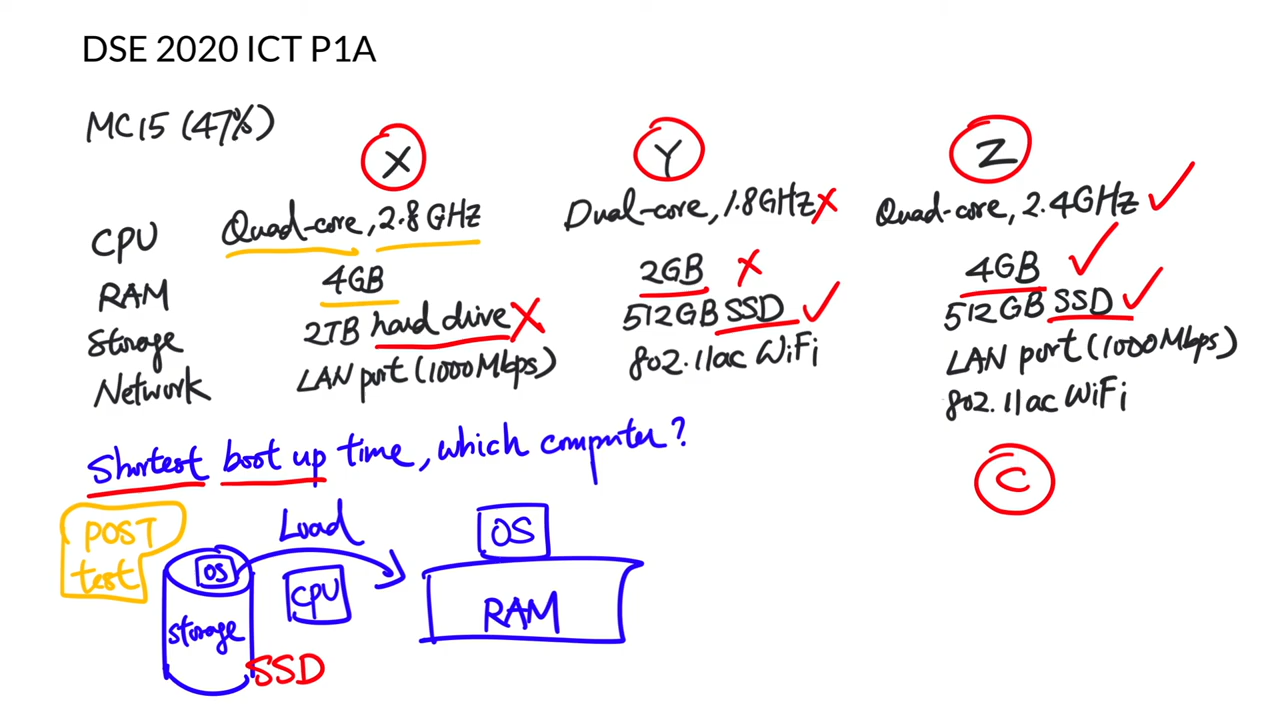 DSE 2020 ICT P1A
MC15 (47%)
X Y Z
CPU Quad-core, 2.8 GHz Dual-core, 1.8GHz Quad-core, 2.4GHz
RAM 4GB 2GB 4GB
Storage 2TB hard drive 512GB SSD 512GB SSD
Network LAN port (1000Mbps) 802.11ac WiFi LAN port (1000Mbps)
802.11ac WiFi
Shortest boot up time, which computer?
C
POST
test
Load
OS
OS
CPU
RAM
storage
SSD